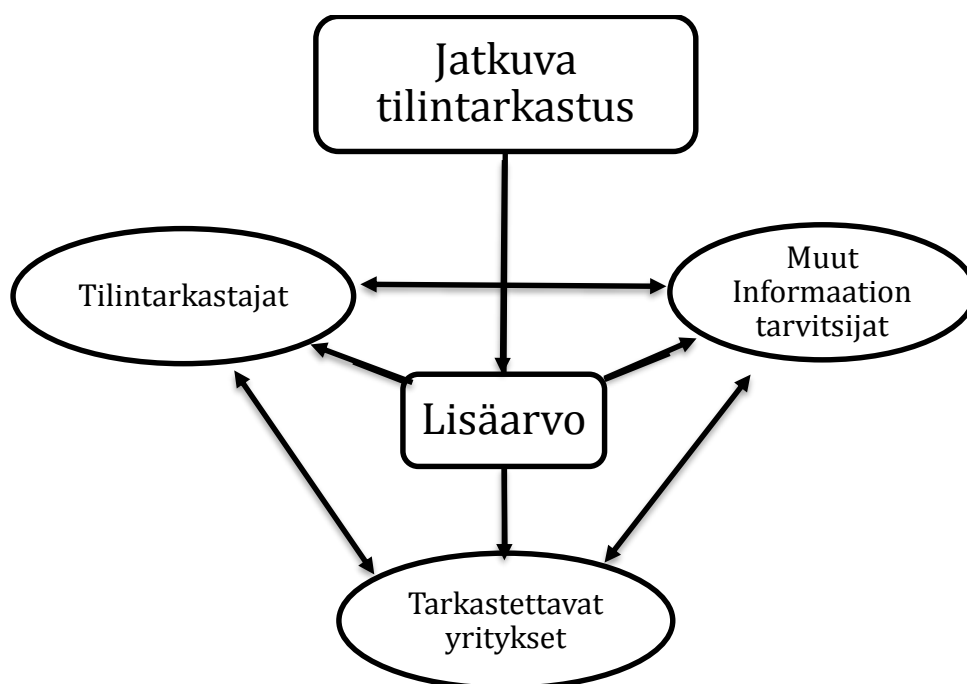 Jatkuva
tilintarkastus
Tilintarkastajat
Muut
Informaation
tarvitsijat
Lisäarvo
Tarkastettavat
yritykset